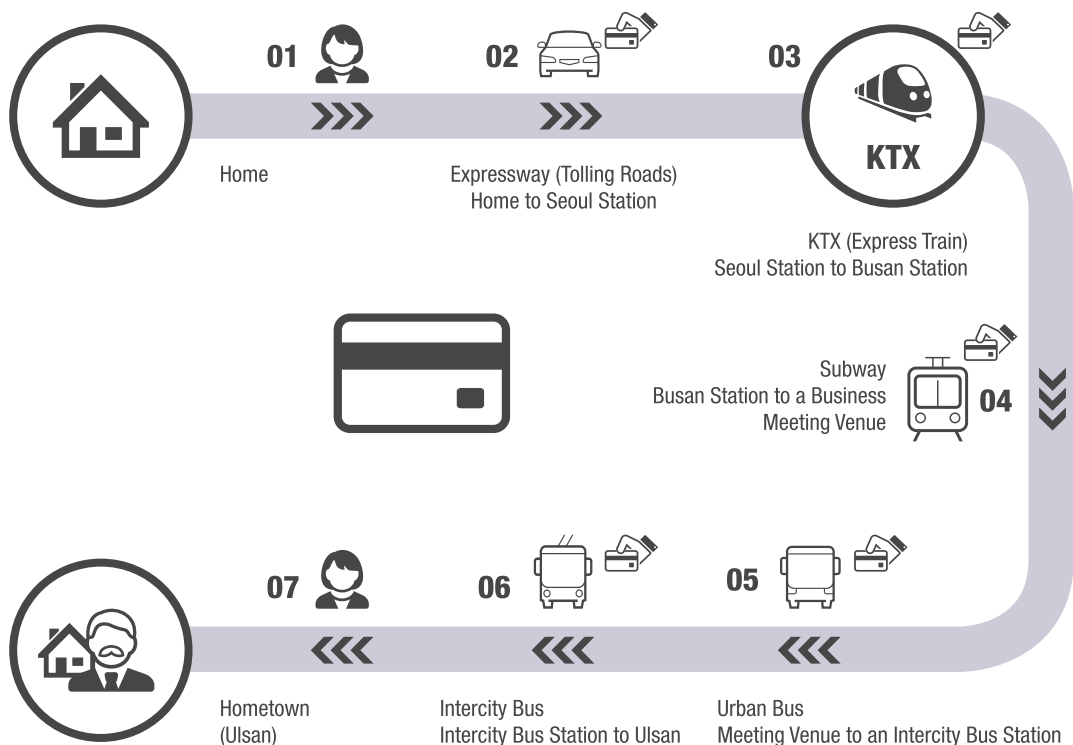 01
02
03
KTX
Home
Expressway (Tolling Roads)
Home to Seoul Station
KTX (Express Train)
Seoul Station to Busan Station
Subway
Busan Station to a Business
Meeting Venue
04
05
06
07
Urban Bus
Meeting Venue to an Intercity Bus Station
Intercity Bus
Intercity Bus Station to Ulsan
Hometown
(Ulsan)